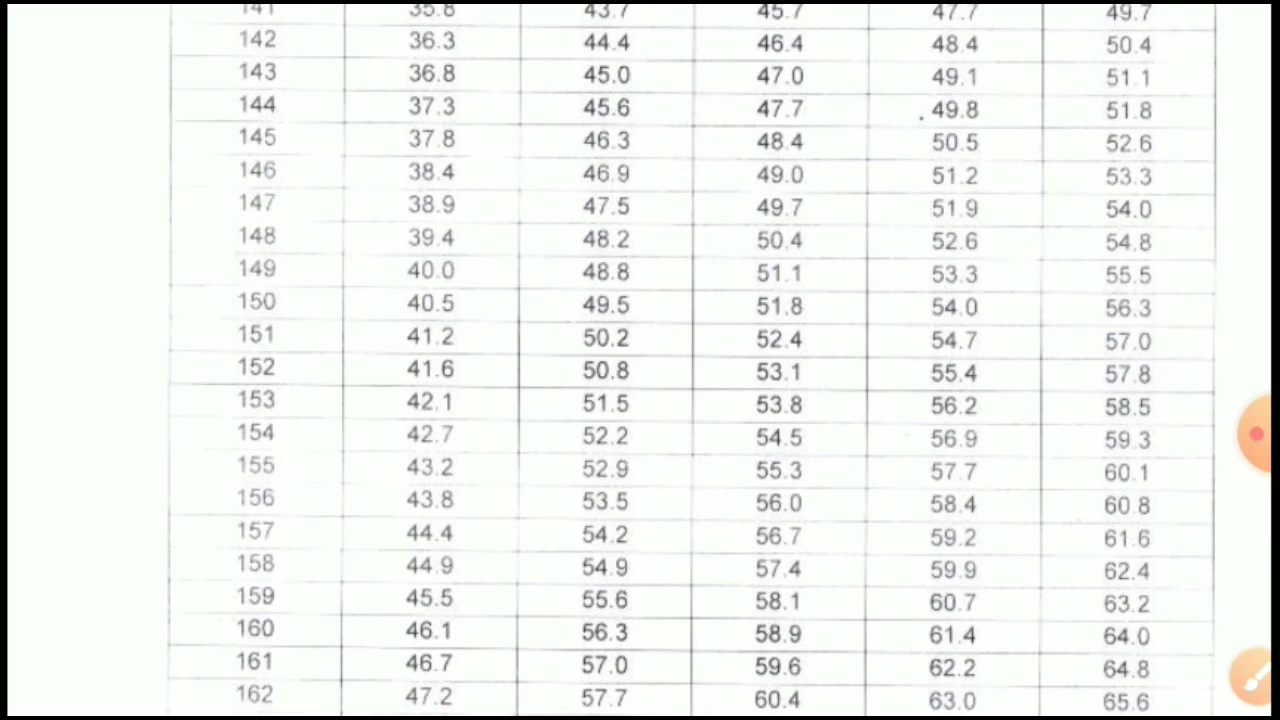 141 35.8 43.7 45.7 47.7 49.7
142 36.3 44.4 46.4 48.4 50.4
143 36.8 45.0 47.0 49.1 51.1
144 37.3 45.6 47.7 49.8 51.8
145 37.8 46.3 48.4 50.5 52.6
146 38.4 46.9 49.0 51.2 53.3
147 38.9 47.5 49.7 51.9 54.0
148 39.4 48.2 50.4 52.6 54.8
149 40.0 48.8 51.1 53.3 55.5
150 40.5 49.5 51.8 54.0 56.3
151 41.2 50.2 52.4 54.7 57.0
152 41.6 50.8 53.1 55.4 57.8
153 42.1 51.5 53.8 56.2 58.5
154 42.7 52.2 54.5 56.9 59.3
155 43.2 52.9 55.3 57.7 60.1
156 43.8 53.5 56.0 58.4 60.8
157 44.4 54.2 56.7 59.2 61.6
158 44.9 54.9 57.4 59.9 62.4
159 45.5 55.6 58.1 60.7 63.2
160 46.1 56.3 58.9 61.4 64.0
161 46.7 57.0 59.6 62.2 64.8
162 47.2 57.7 60.4 63.0 65.6